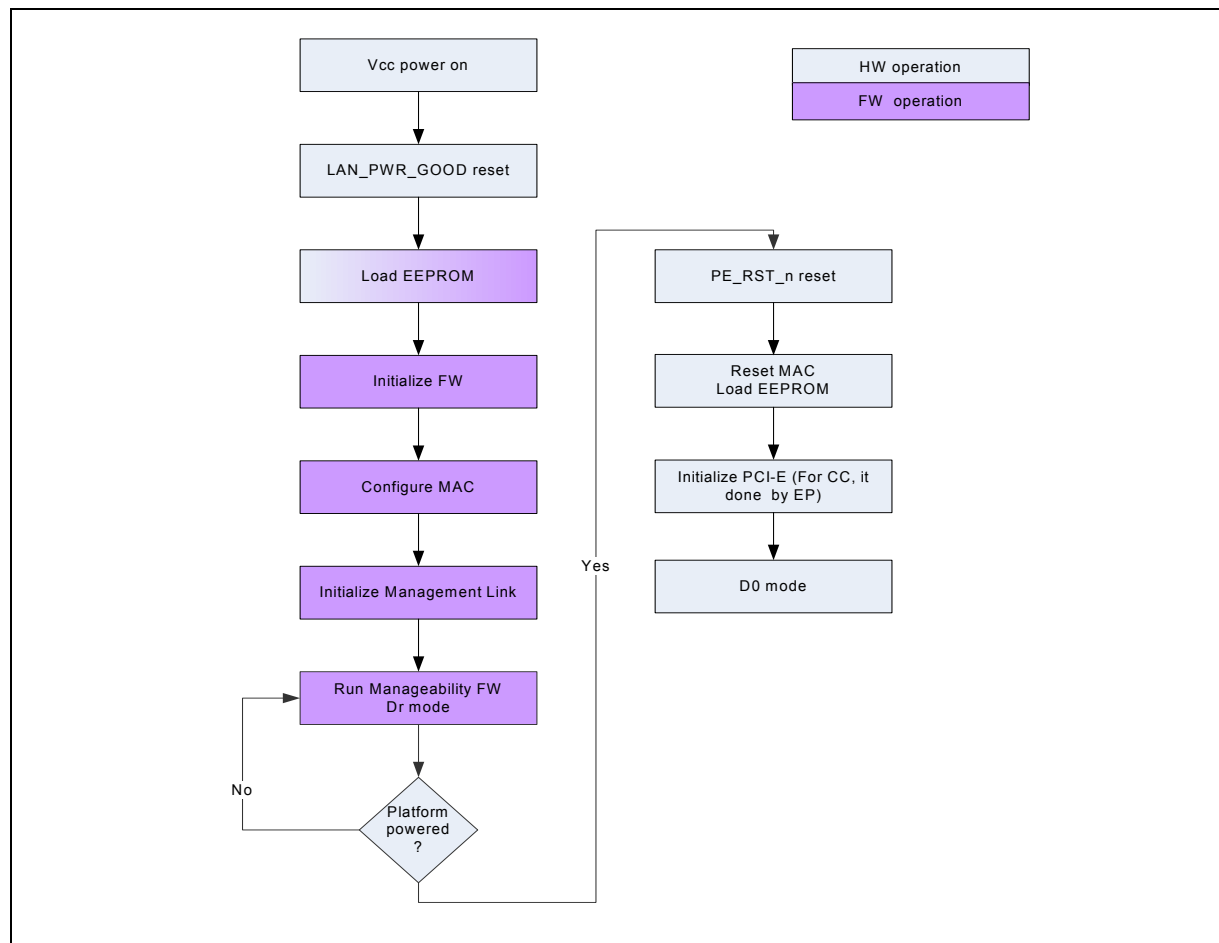 Vcc power on
LAN_PWR_GOOD reset
Load EEPROM
Initialize FW
Configure MAC
Initialize Management Link
Run Manageability FW
Dr mode
Platform
powered
?
No
Yes
HW operation
FW operation
PE_RST_n reset
Reset MAC
Load EEPROM
Initialize PCI-E (For CC, it
done by EP)
D0 mode